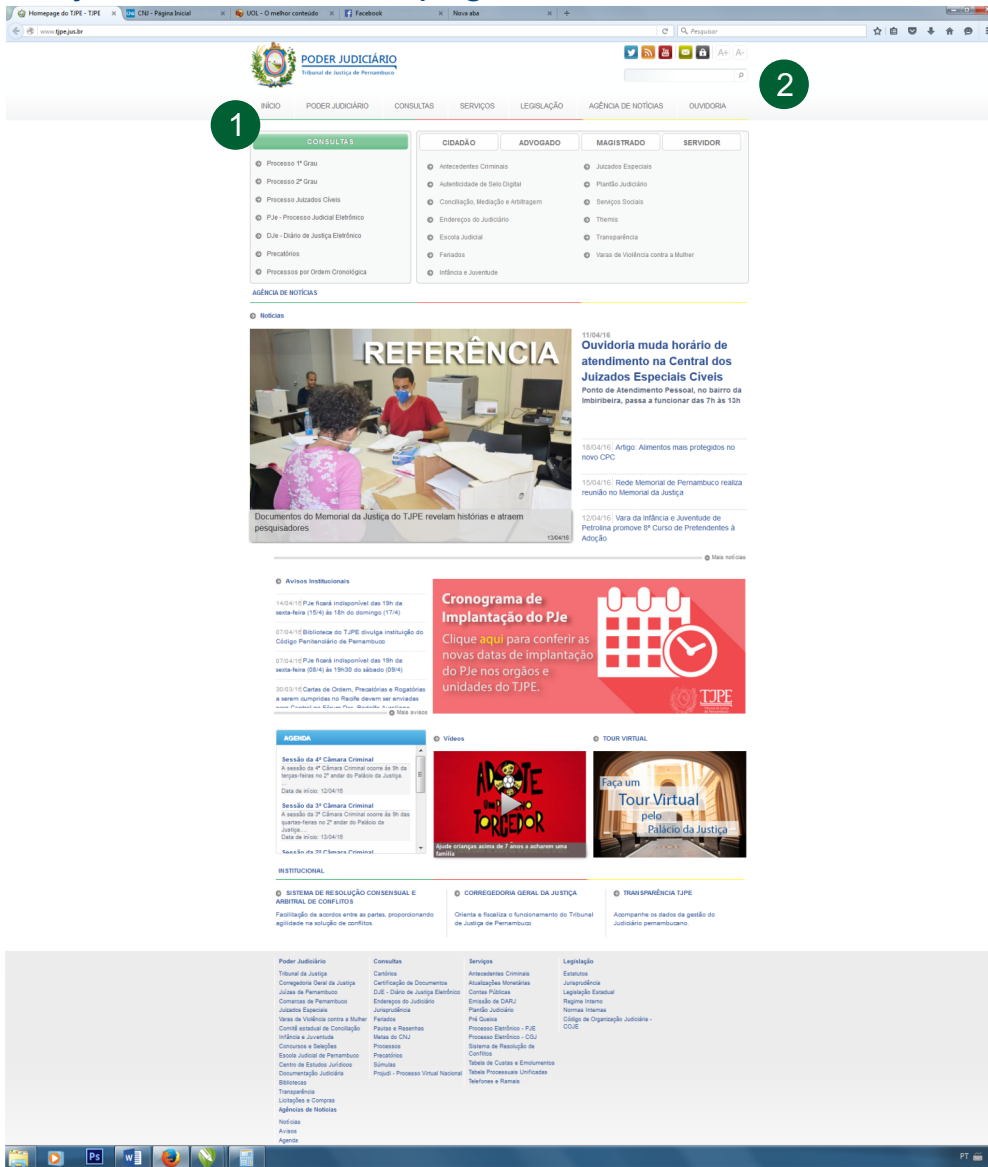 Homepage do TJPE - TJPE
CNJ - Página Inicial
UOL - O melhor conteúdo
Facebook
Nova aba
www.tjpe.jus.br
Pesquisar
PODER JUDICIÁRIO
Tribunal de Justiça de Pernambuco
A+ A-
2
INÍCIO PODER JUDICIÁRIO CONSULTAS SERVIÇOS LEGISLAÇÃO AGÊNCIA DE NOTÍCIAS OUVIDORIA
1
CONSULTAS
Processo 1º Grau
Processo 2º Grau
Processo Juizados Cíveis
PJe - Processo Judicial Eletrônico
DJe - Diário de Justiça Eletrônico
Precatórios
Processos por Ordem Cronológica
CIDADÃO ADVOGADO MAGISTRADO SERVIDOR
Antecedentes Criminais
Autenticidade de Selo Digital
Conciliação, Mediação e Arbitragem
Endereços do Judiciário
Escola Judicial
Feriados
Infância e Juventude
Juizados Especiais
Plantão Judiciário
Serviços Sociais
Themis
Transparência
Varas de Violência contra a Mulher
AGÊNCIA DE NOTÍCIAS
Notícias
REFERÊNCIA
Documentos do Memorial da Justiça do TJPE revelam histórias e atraem
pesquisadores
13/04/16
11/04/16
Ouvidoria muda horário de
atendimento na Central dos
Juizados Especiais Cíveis
Ponto de Atendimento Pessoal, no bairro da
Imbiribeira, passa a funcionar das 7h às 13h
18/04/16| Artigo: Alimentos mais protegidos no
novo CPC
15/04/16| Rede Memorial de Pernambuco realiza
reunião no Memorial da Justiça
12/04/16| Vara da Infância e Juventude de
Petrolina promove 8º Curso de Pretendentes à
Adoção
Mais notícias
Avisos Institucionais
14/04/16|PJe ficará indisponível das 19h da
sexta-feira (15/4) às 18h do domingo (17/4)
07/04/16|Biblioteca do TJPE divulga instituição do
Código Penitenciário de Pernambuco
07/04/16|PJe ficará indisponível das 19h da
sexta-feira (08/4) às 19h30 do sábado (09/4)
30/03/16|Cartas de Ordem, Precatórias e Rogatórias
a serem cumpridas no Recife devem ser enviadas
Mais avisos
Cronograma de
Implantação do PJe
Clique aqui para conferir as
novas datas de implantação
do PJe nos orgãos e
unidades do TJPE.
TJPE
AGENDA
Sessão da 4ª Câmara Criminal
A sessão da 4ª Câmara Criminal ocorre às 9h da
terças-feiras no 2º andar do Palácio da Justiça
...
Data de início: 12/04/16
Sessão da 3ª Câmara Criminal
A sessão da 3ª Câmara Criminal ocorre às 9h das
quartas-feiras no 2º andar do Palácio da
Justiça....
Data de início: 13/04/16
Sessão da 2ª Câmara Criminal
Vídeos
ADOTE
UM PEQUENO
TORCEDOR
Ajude crianças acima de 7 anos a acharem uma
família
TOUR VIRTUAL
Faça um
Tour Virtual
pelo
Palácio da Justiça
INSTITUCIONAL
SISTEMA DE RESOLUÇÃO CONSENSUAL E
ARBITRAL DE CONFLITOS
Facilitação de acordos entre as partes, proporcionando
agilidade na solução de conflitos.
CORREGEDORIA GERAL DA JUSTIÇA
Orienta e fiscaliza o funcionamento do Tribunal
de Justiça de Pernambuco
TRANSPARÊNCIA TJPE
Acompanhe os dados da gestão do
Judiciário pernambucano.
Poder Judiciário
Tribunal da Justiça
Corregedoria Geral da Justiça
Juízes de Pernambuco
Comarcas de Pernambuco
Juizados Especiais
Varas de Violência contra a Mulher
Comitê estadual de Conciliação
Infância e Juventude
Concursos e Seleções
Escola Judicial de Pernambuco
Centro de Estudos Jurídicos
Documentação Judiciária
Bibliotecas
Transparência
Licitações e Compras
Agências de Notícias
Notícias
Avisos
Agenda
Consultas
Cartórios
Certificação de Documentos
DJE - Diário de Justiça Eletrônico
Endereços do Judiciário
Jurisprudência
Feriados
Pautas e Resenhas
Metas do CNJ
Processos
Precatórios
Súmulas
Projudi - Processo Virtual Nacional
Serviços
Antecedentes Criminais
Atualizações Monetárias
Contas Públicas
Emissão de DARJ
Plantão Judiciário
Pré Queixa
Processo Eletrônico - PJE
Processo Eletrônico - CGJ
Sistema de Resolução de
Conflitos
Tabela de Custas e Emolumentos
Tabela Processuais Unificadas
Telefones e Ramais
Legislação
Estatutos
Jurisprudência
Legislação Estadual
Regime Interno
Normas Internas
Código de Organização Judiciária -
COJE
Ps
PT